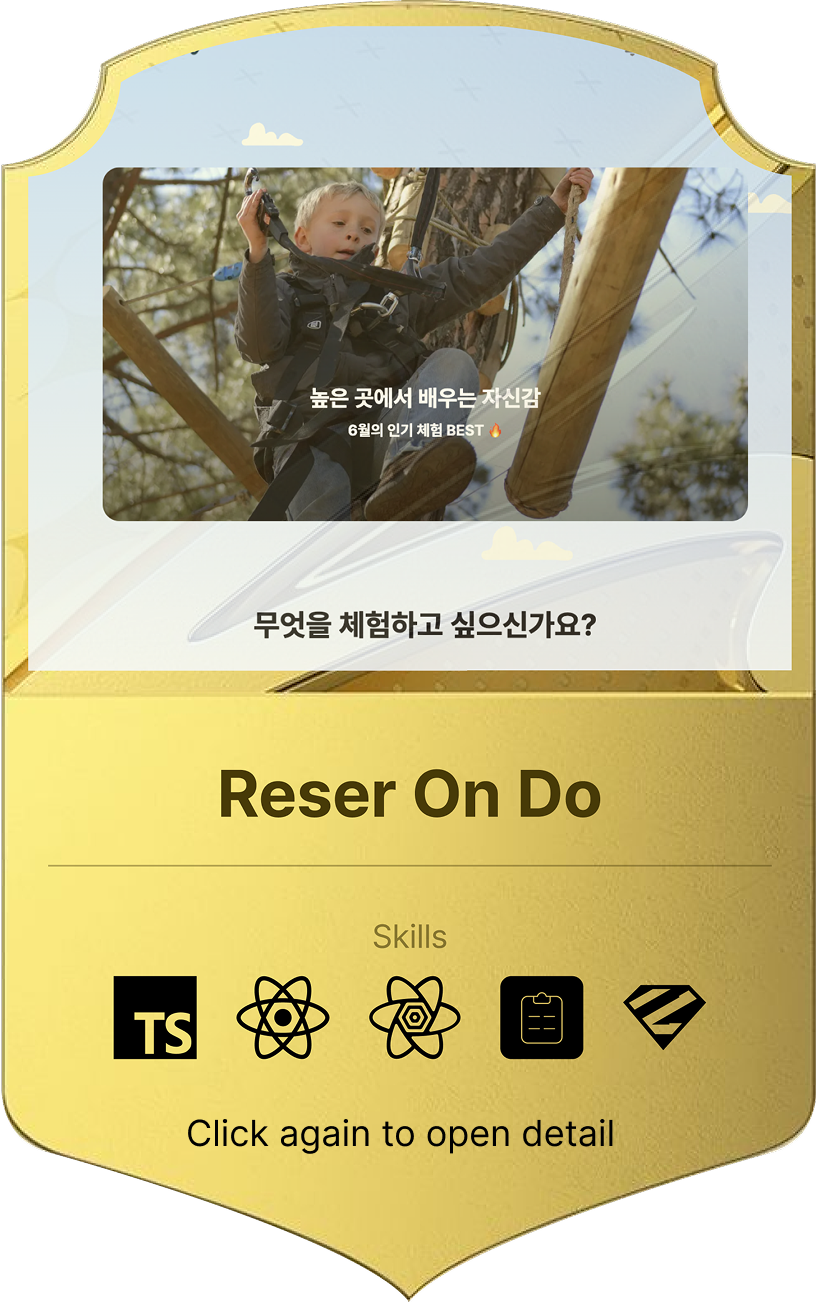 높은 곳에서 배우는 자신감
6월의 인기 체험 BEST 🔥
무엇을 체험하고 싶으신가요?
Reser On Do
Skills
TS
Click again to open detail